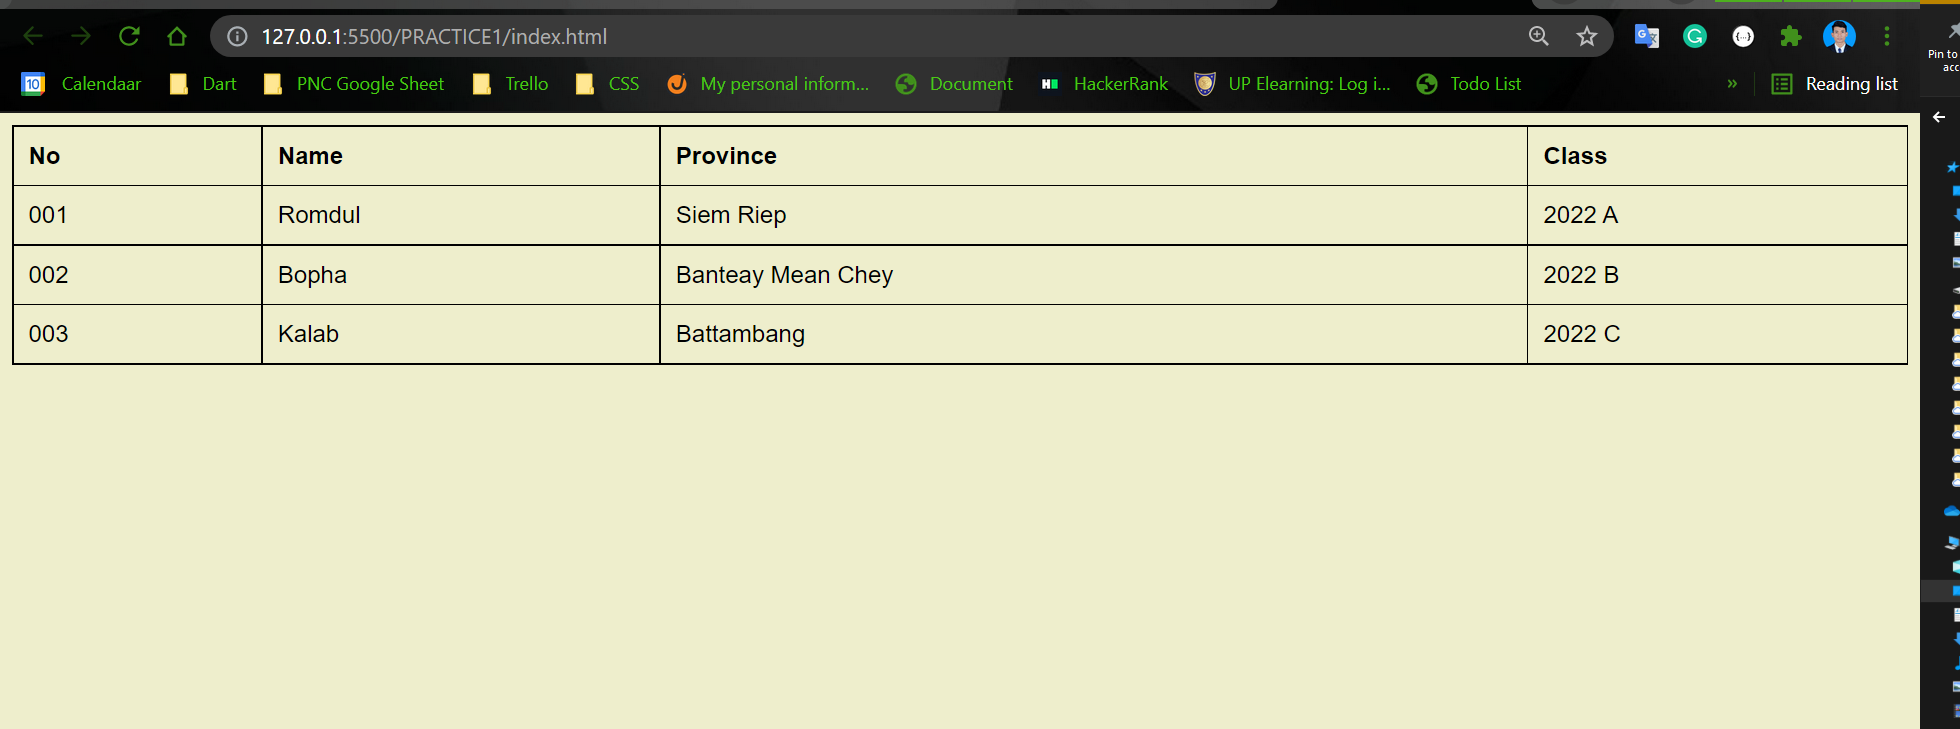 127.0.0.1:5500/PRACTICE1/index.html
Pin to
acc
10 Calendaar Dart PNC Google Sheet Trello CSS My personal inform... Document HackerRank UP Elearning: Log i... Todo List » Reading list
No Name Province Class
001 Romdul Siem Riep 2022 A
002 Bopha Banteay Mean Chey 2022 B
003 Kalab Battambang 2022 C